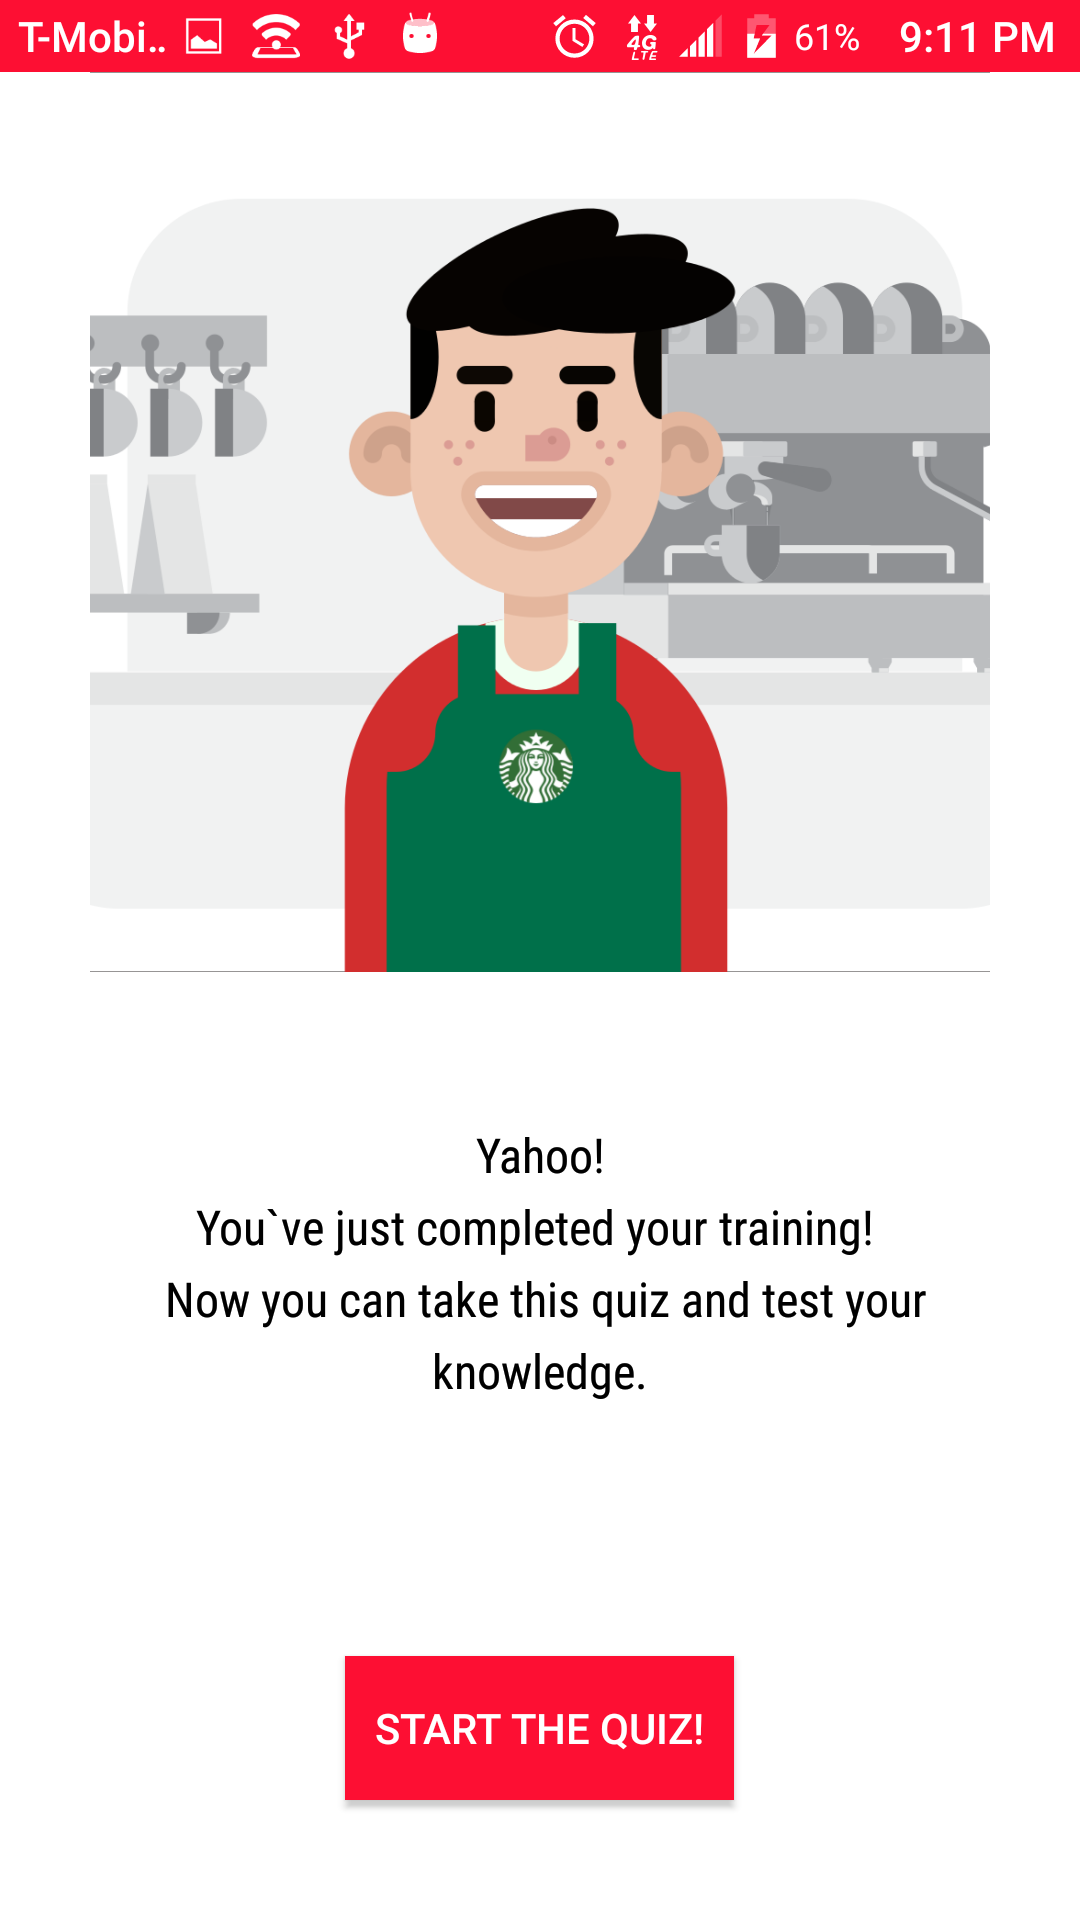 T-Mobi.. 4G LTE 61% 9:11 PM
Yahoo!
You`ve just completed your training!
Now you can take this quiz and test your
knowledge.
START THE QUIZ!